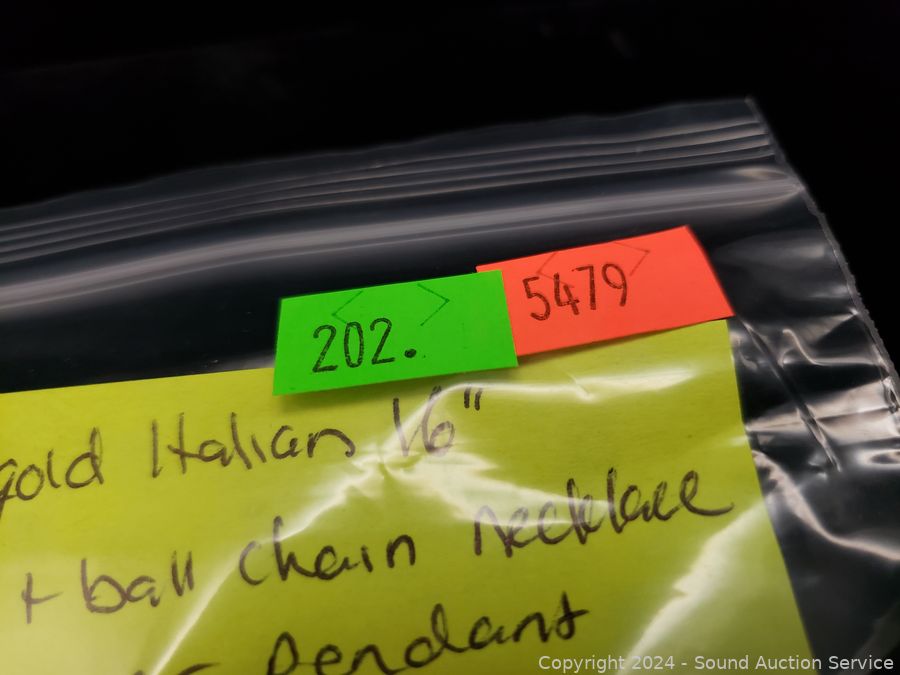 5479
202.
gold Italian 16"
+ ball chain Necklace
Pendant
Copyright 2024 - Sound Auction Service